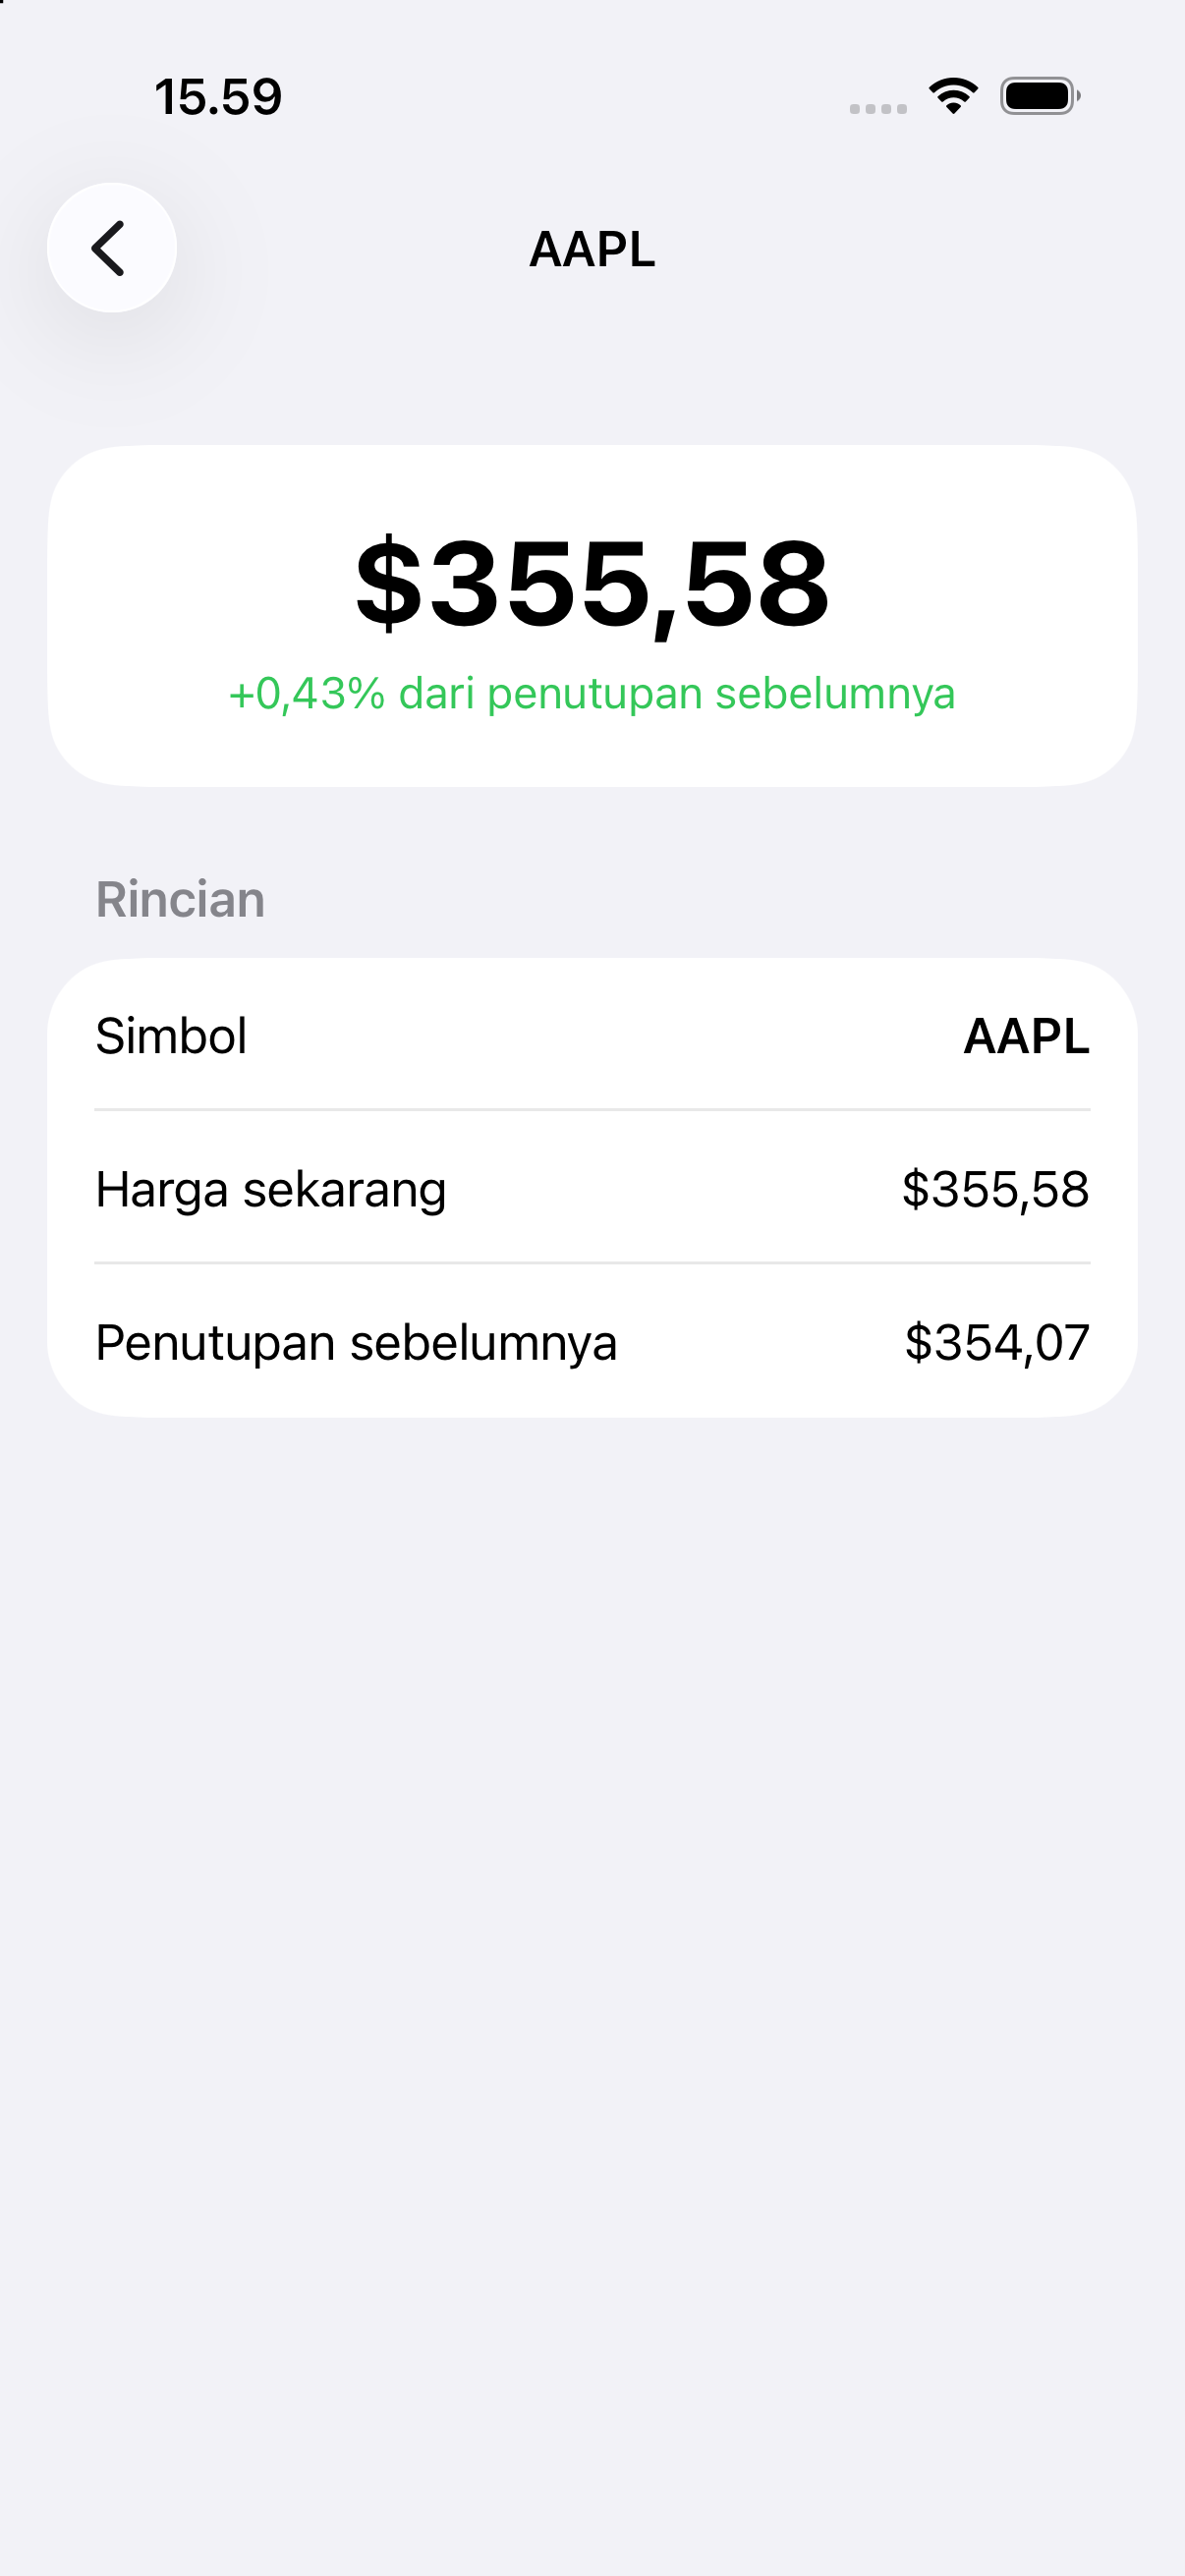 15.59
AAPL
$355,58
+0,43% dari penutupan sebelumnya
Rincian
Simbol AAPL
Harga sekarang $355,58
Penutupan sebelumnya $354,07